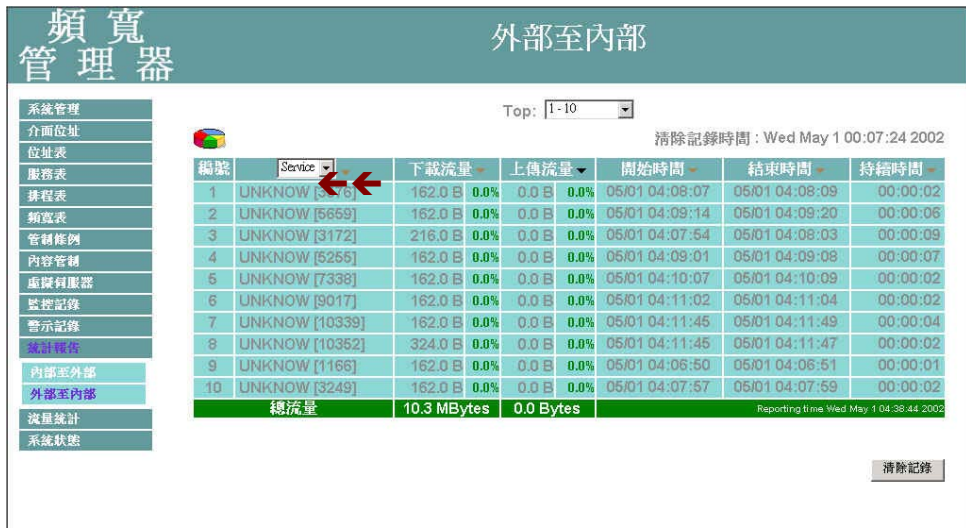 頻 寬
管 理 器
外部至內部
系統管理
介面位址
位址表
服務表
排程表
頻寬表
管制條例
內容管制
虛擬伺服器
監控記錄
警示記錄
統計報告
內部至外部
外部至內部
流量統計
系統狀態
Top: 1 - 10
清除記錄時間 : Wed May 1 00:07:24 2002
編號 Service 下載流量 上傳流量 開始時間 結束時間 持續時間
1 UNKNOW 162.0 B 0.0% 0.0 B 0.0% 05/01 04:08:07 05/01 04:08:09 00:00:02
2 UNKNOW [5659] 162.0 B 0.0% 0.0 B 0.0% 05/01 04:09:14 05/01 04:09:20 00:00:06
3 UNKNOW [3172] 216.0 B 0.0% 0.0 B 0.0% 05/01 04:07:54 05/01 04:08:03 00:00:09
4 UNKNOW [5255] 162.0 B 0.0% 0.0 B 0.0% 05/01 04:09:01 05/01 04:09:08 00:00:07
5 UNKNOW [7338] 162.0 B 0.0% 0.0 B 0.0% 05/01 04:10:07 05/01 04:10:09 00:00:02
6 UNKNOW [9017] 162.0 B 0.0% 0.0 B 0.0% 05/01 04:11:02 05/01 04:11:04 00:00:02
7 UNKNOW [10339] 162.0 B 0.0% 0.0 B 0.0% 05/01 04:11:45 05/01 04:11:49 00:00:04
8 UNKNOW [10352] 324.0 B 0.0% 0.0 B 0.0% 05/01 04:11:45 05/01 04:11:47 00:00:02
9 UNKNOW [1166] 162.0 B 0.0% 0.0 B 0.0% 05/01 04:06:50 05/01 04:06:51 00:00:01
10 UNKNOW [3249] 162.0 B 0.0% 0.0 B 0.0% 05/01 04:07:57 05/01 04:07:59 00:00:02
總流量 10.3 MBytes 0.0 Bytes Reporting time Wed May 1 04:38:44 2002
清除記錄